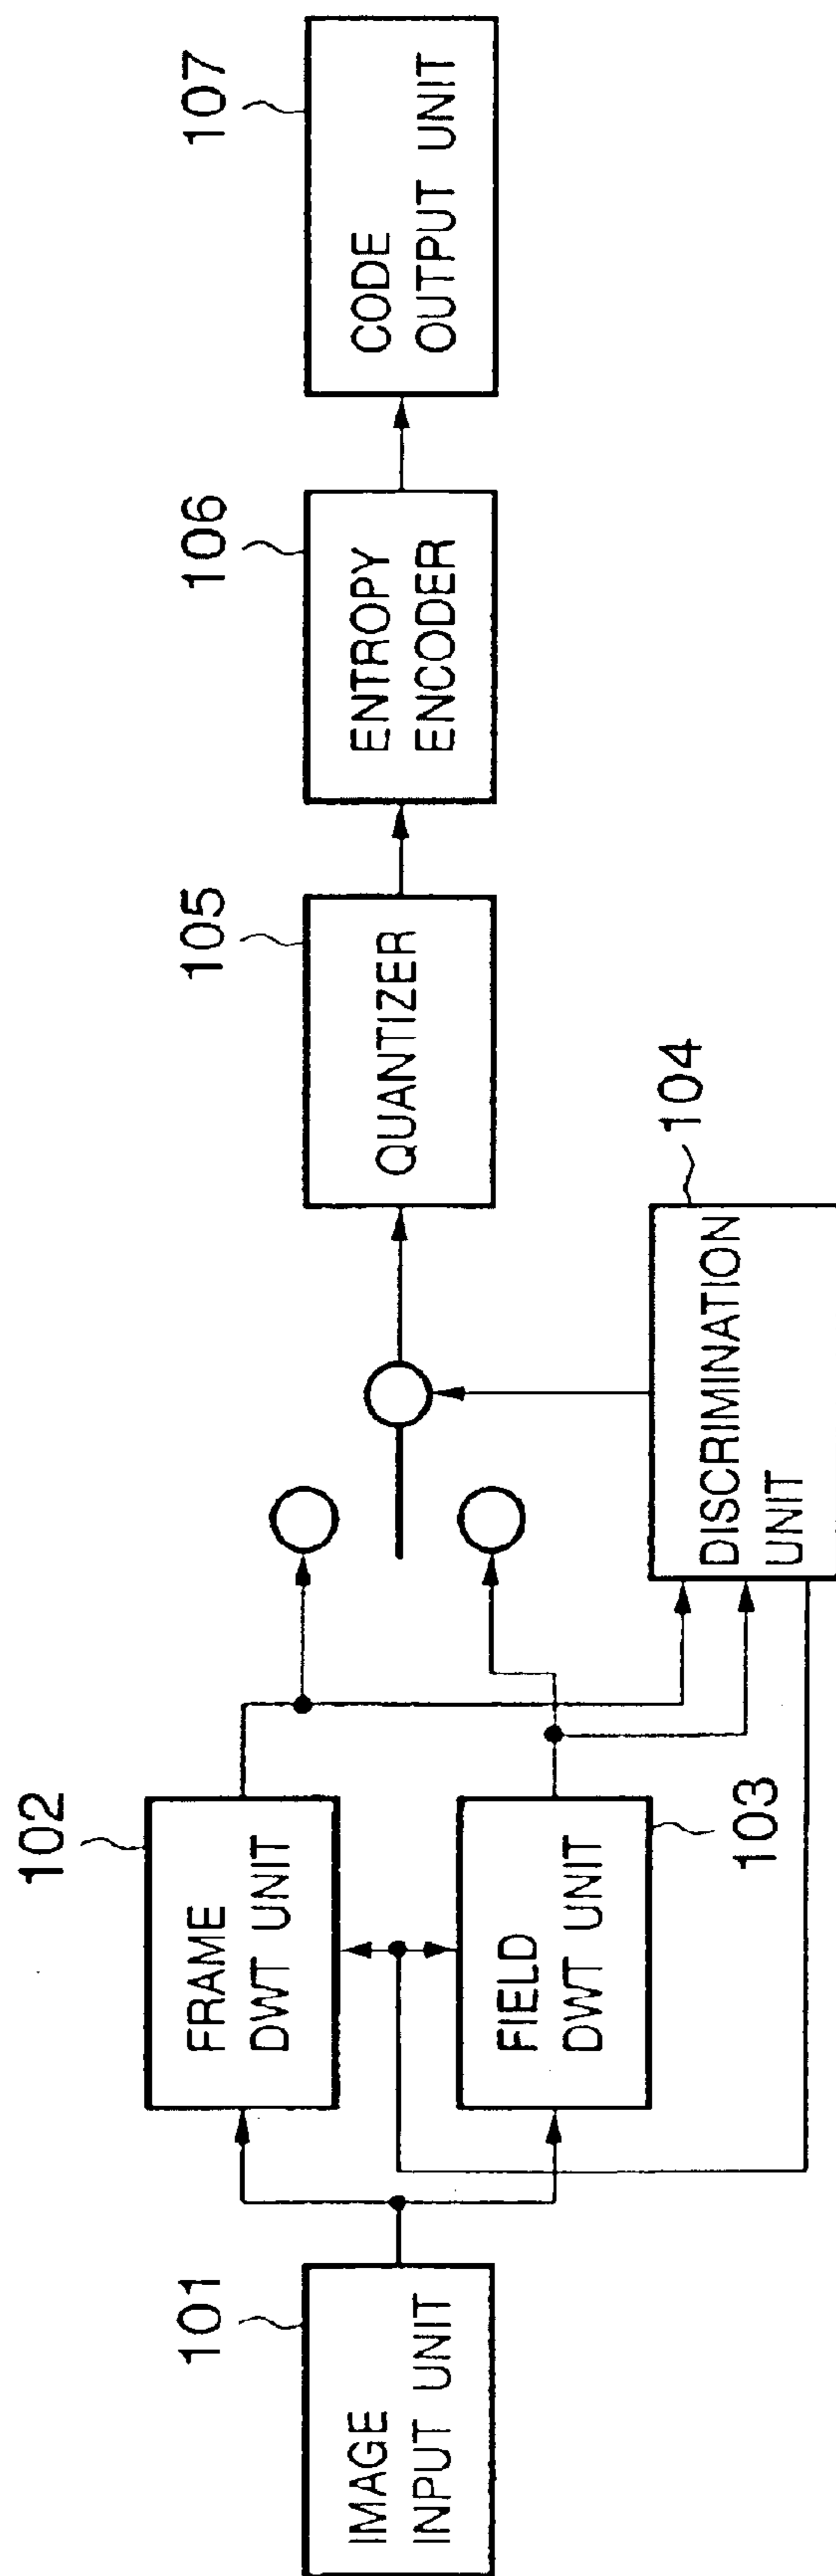 101
IMAGE
INPUT UNIT
102
FRAME
DWT UNIT
FIELD
DWT UNIT
103
DISCRIMINATION
UNIT
104
105
QUANTIZER
106
ENTROPY
ENCODER
107
CODE
OUTPUT UNIT